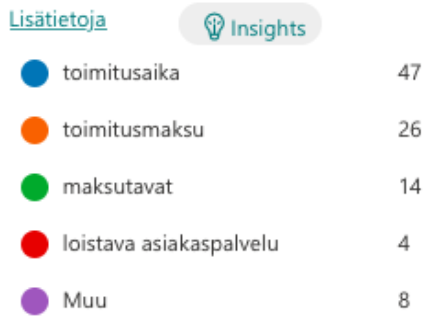 Lisätietoja Insights
toimitusaika 47
toimitusmaksu 26
maksutavat 14
loistava asiakaspalvelu 4
Muu 8